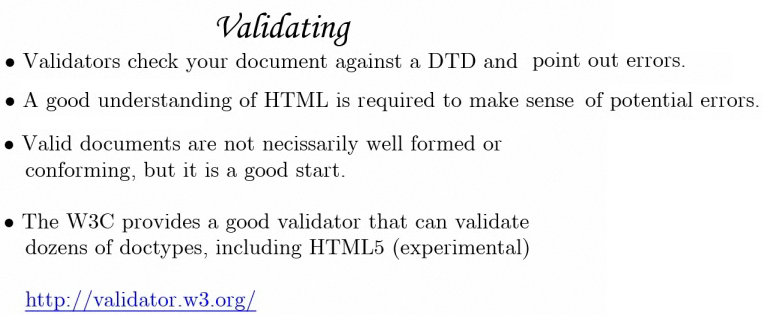 Validating
• Validators check your document against a DTD and point out errors.
• A good understanding of HTML is required to make sense of potential errors.
• Valid documents are not necissarily well formed or
conforming, but it is a good start.
• The W3C provides a good validator that can validate
dozens of doctypes, including HTML5 (experimental)
http://validator.w3.org/